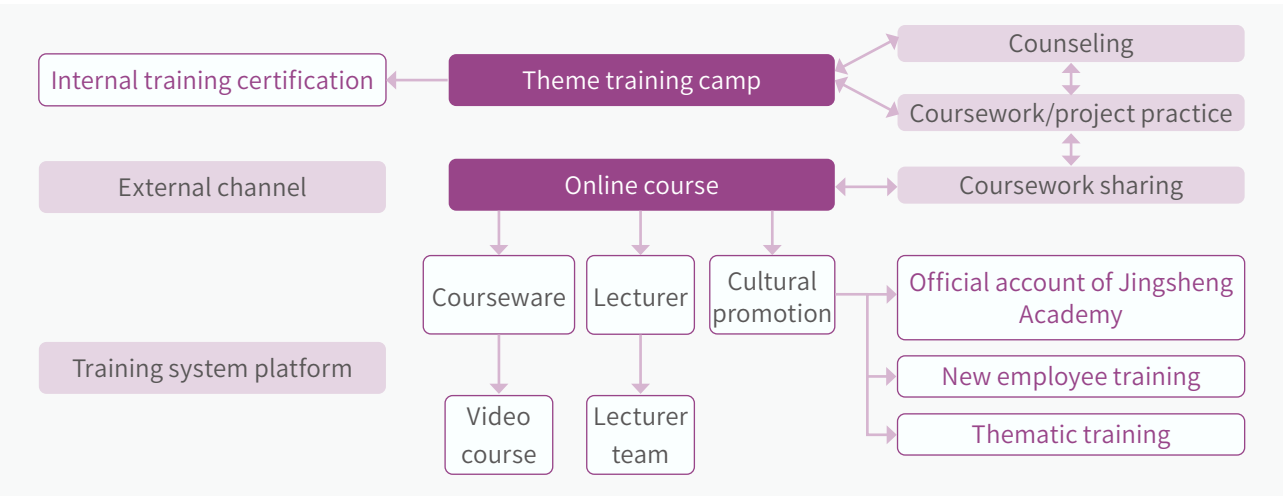 Internal training certification
Theme training camp
Counseling
Coursework/project practice
External channel
Online course
Coursework sharing
Courseware
Lecturer
Cultural
promotion
Official account of Jingsheng
Academy
Training system platform
New employee training
Video
course
Lecturer
team
Thematic training